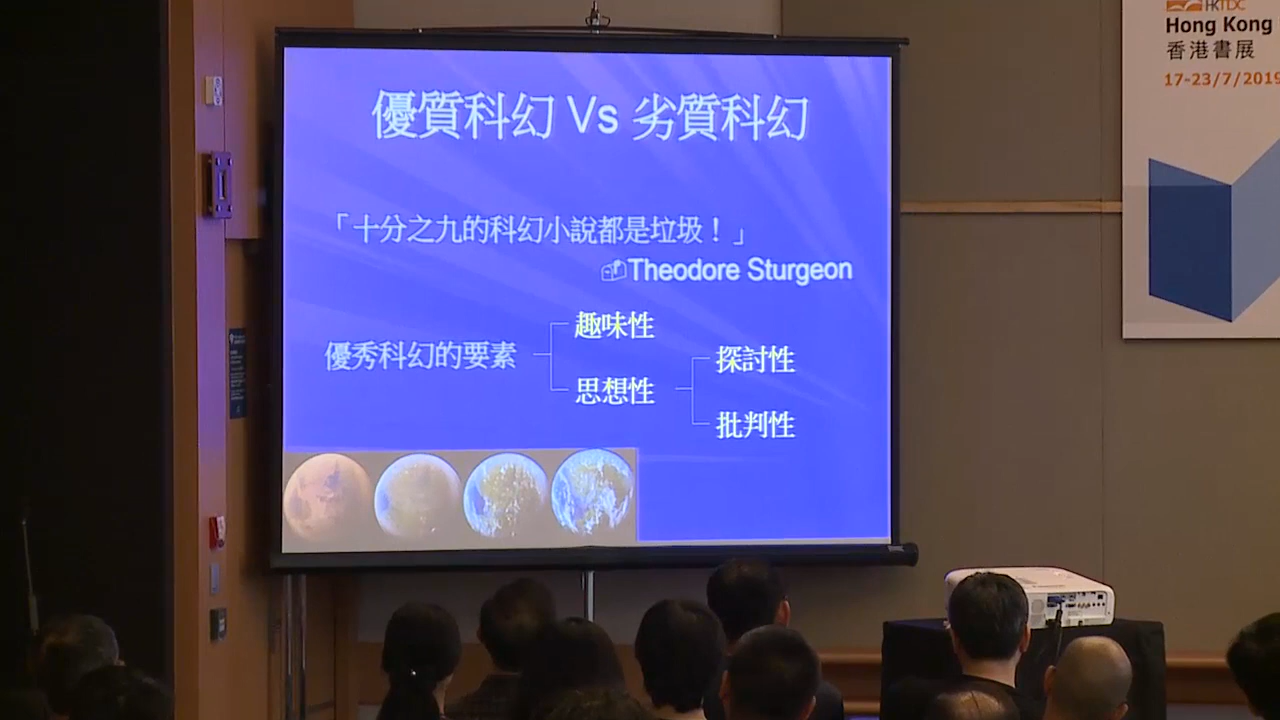 優質科幻 Vs 劣質科幻
「十分之九的科幻小說都是垃圾！」
Theodore Sturgeon
優秀科幻的要素
趣味性
思想性
探討性
批判性
HKTDC
Hong Kong
香港書展
17-23/7/2019